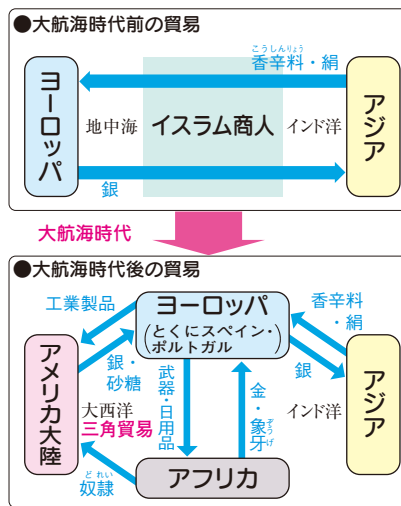 ●大航海時代前の貿易
こうしんりょう
香辛料・絹
ヨーロッパ
地中海
イスラム商人
インド洋
アジア
銀
大航海時代
●大航海時代後の貿易
工業製品
ヨーロッパ
(とくにスペイン・
ポルトガル)
香辛料
・絹
アメリカ大陸
銀・
砂糖
大西洋
三角貿易
武器・日用品
金・象牙
ぞうげ
銀
インド洋
アジア
どれい
奴隷
アフリカ